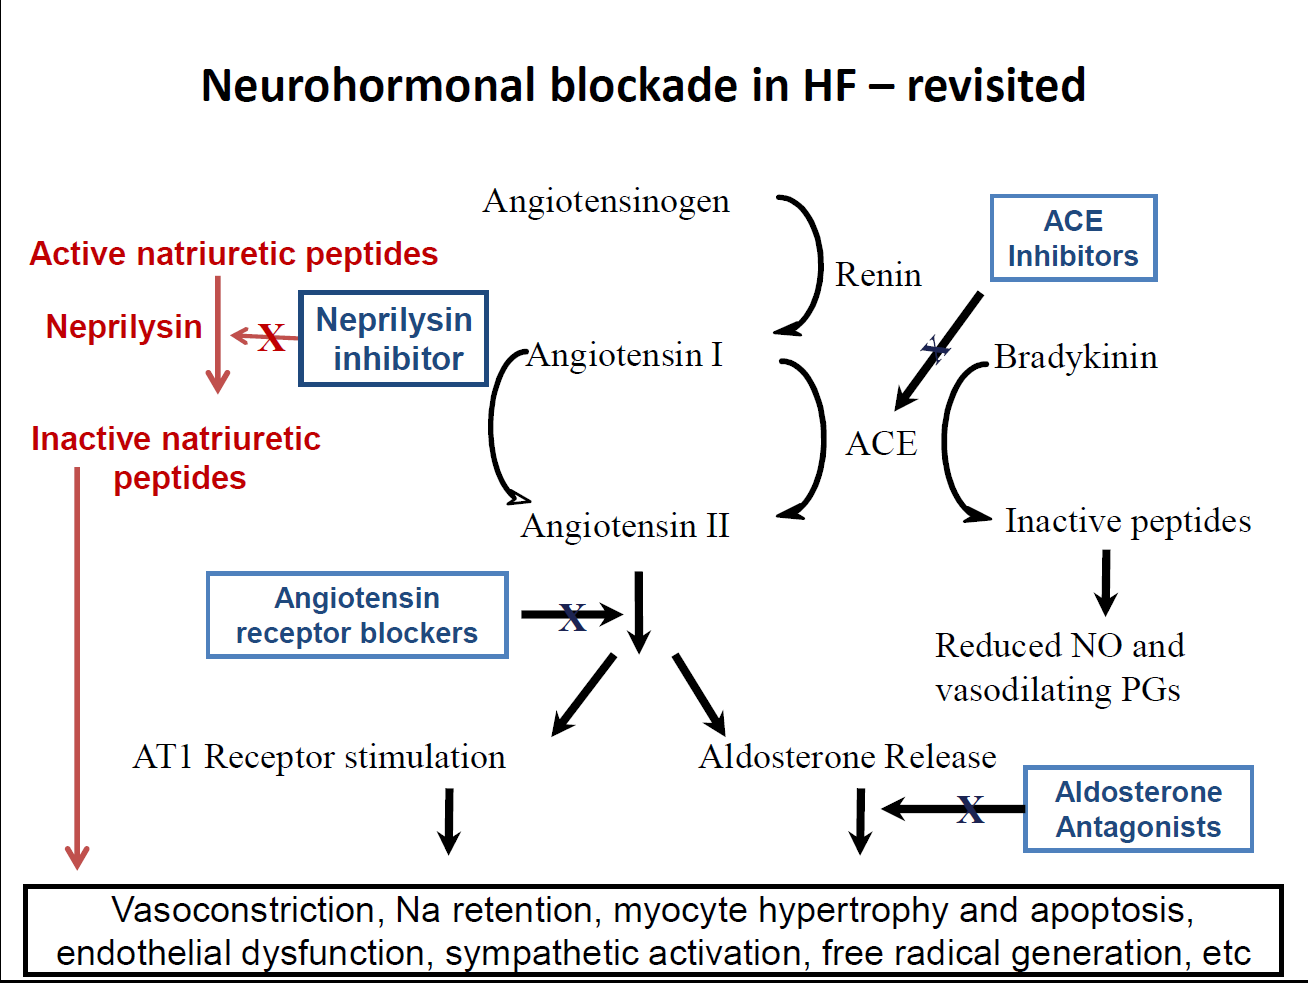 Neurohormonal blockade in HF – revisited
Angiotensinogen
ACE
Inhibitors
Active natriuretic peptides
Renin
Neprilysin
X
Neprilysin
inhibitor
Angiotensin I
X
Bradykinin
Inactive natriuretic
peptides
ACE
Angiotensin II
Inactive peptides
Angiotensin
receptor blockers
X
Reduced NO and
vasodilating PGs
AT1 Receptor stimulation
Aldosterone Release
X
Aldosterone
Antagonists
Vasoconstriction, Na retention, myocyte hypertrophy and apoptosis,
endothelial dysfunction, sympathetic activation, free radical generation, etc